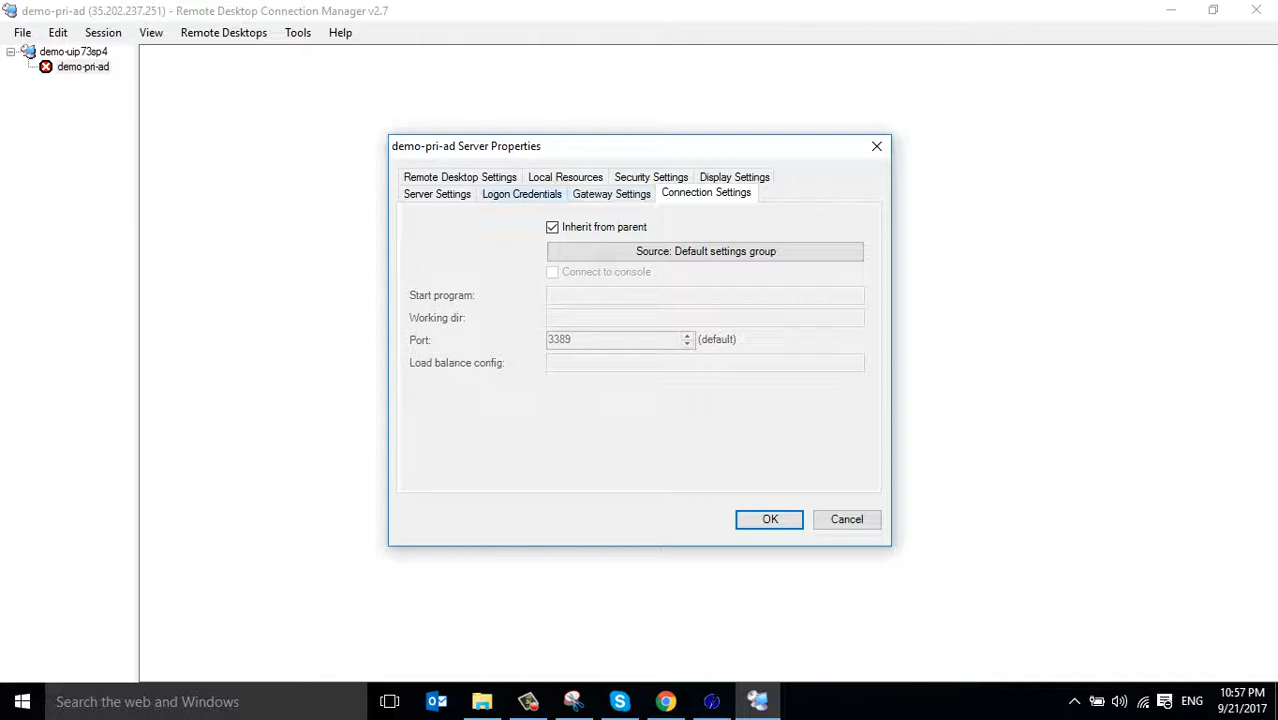 demo-pri-ad (35.202.237.251) - Remote Desktop Connection Manager v2.7
File Edit Session View Remote Desktops Tools Help
demo-uip73sp4
demo-pri-ad
demo-pri-ad Server Properties
Remote Desktop Settings Local Resources Security Settings Display Settings
Server Settings Logon Credentials Gateway Settings Connection Settings
Inherit from parent
Source: Default settings group
Connect to console
Start program:
Working dir:
Port: 3389 (default)
Load balance config:
OK Cancel
Search the web and Windows
ENG
10:57 PM
9/21/2017